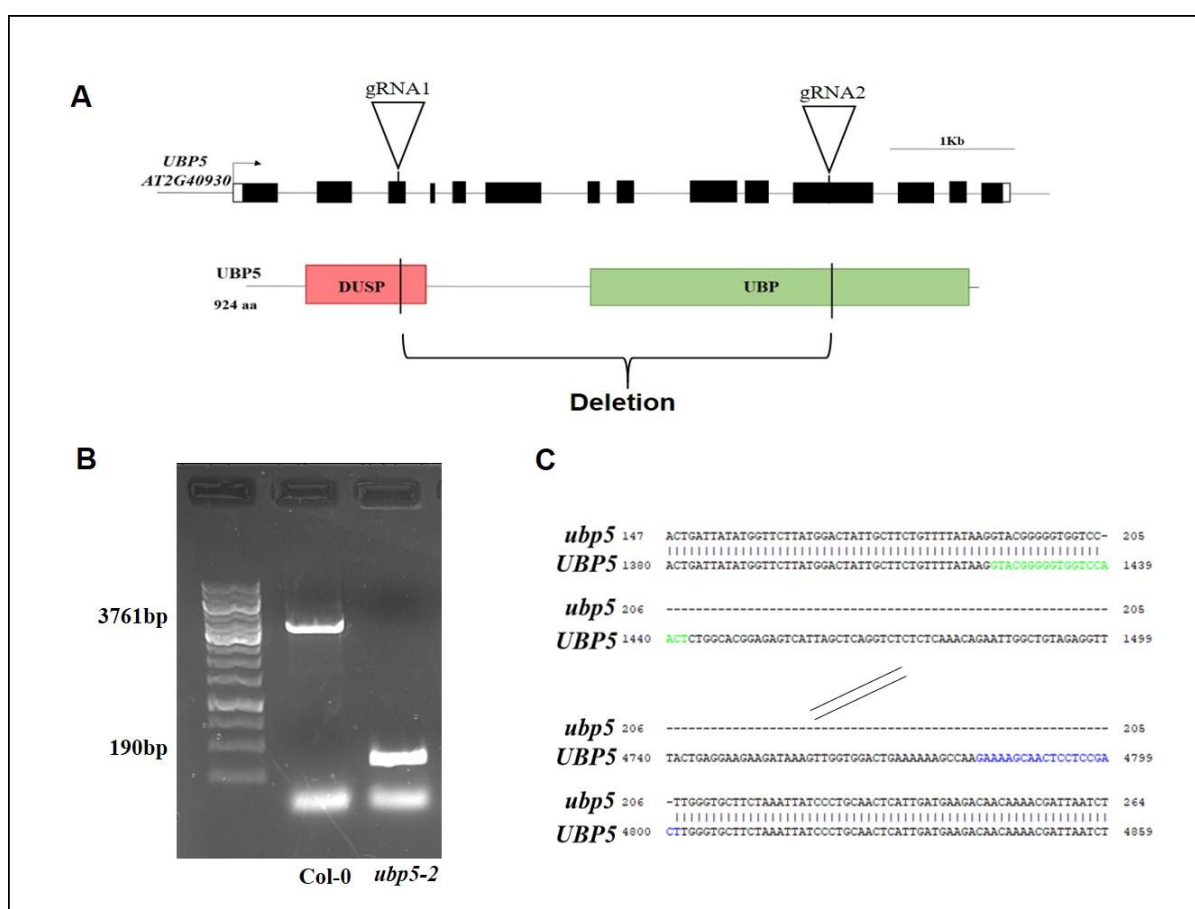 A
gRNA1
gRNA2
1Kb
UBP5
AT2G40930
UBP5
924 aa
DUSP
UBP
Deletion
B
3761bp
190bp
Col-0
ubp5-2
C
ubp5 147 ACTGATTATATGGTTCTTATGGACTATTGCTTCTGTTTTATAAGGTACGGGGGTGGTCC- 205
UBP5 1380 ACTGATTATATGGTTCTTATGGACTATTGCTTCTGTTTTATAAGGTACGGGGGTGGTCCA 1439
ubp5 206 ------------------------------------------------------------ 205
UBP5 1440 ACTCTGGCACGGAGAGTCATTAGCTCAGGTCTCTCTCAAACAGAATTGGCTGTAGAGGTT 1499
ubp5 206 ------------------------------------------------------------ 205
UBP5 4740 TACTGAGGAAGAAGATAAAGTTGGTGGACTGAAAAAAGCCAAGAAAAGCAACTCCTCCGA 4799
ubp5 206 -TTGGGTGCTTCTAAATTATCCCTGCAACTCATTGATGAAGACAACAAAACGATTAATCT 264
UBP5 4800 CTTGGGTGCTTCTAAATTATCCCTGCAACTCATTGATGAAGACAACAAAACGATTAATCT 4859